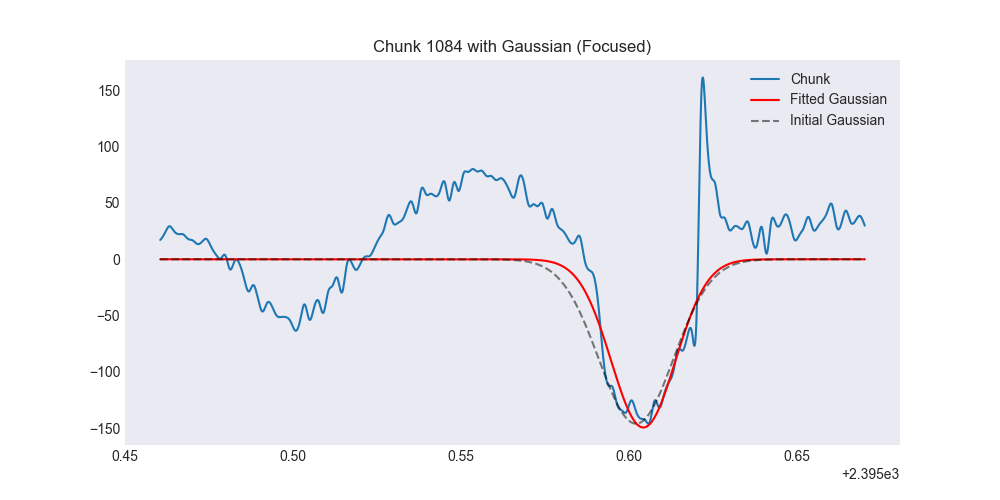 Chunk 1084 with Gaussian (Focused)
Chunk
Fitted Gaussian
Initial Gaussian
150
100
50
0
−50
−100
−150
0.45 0.50 0.55 0.60 0.65
+2.395e3